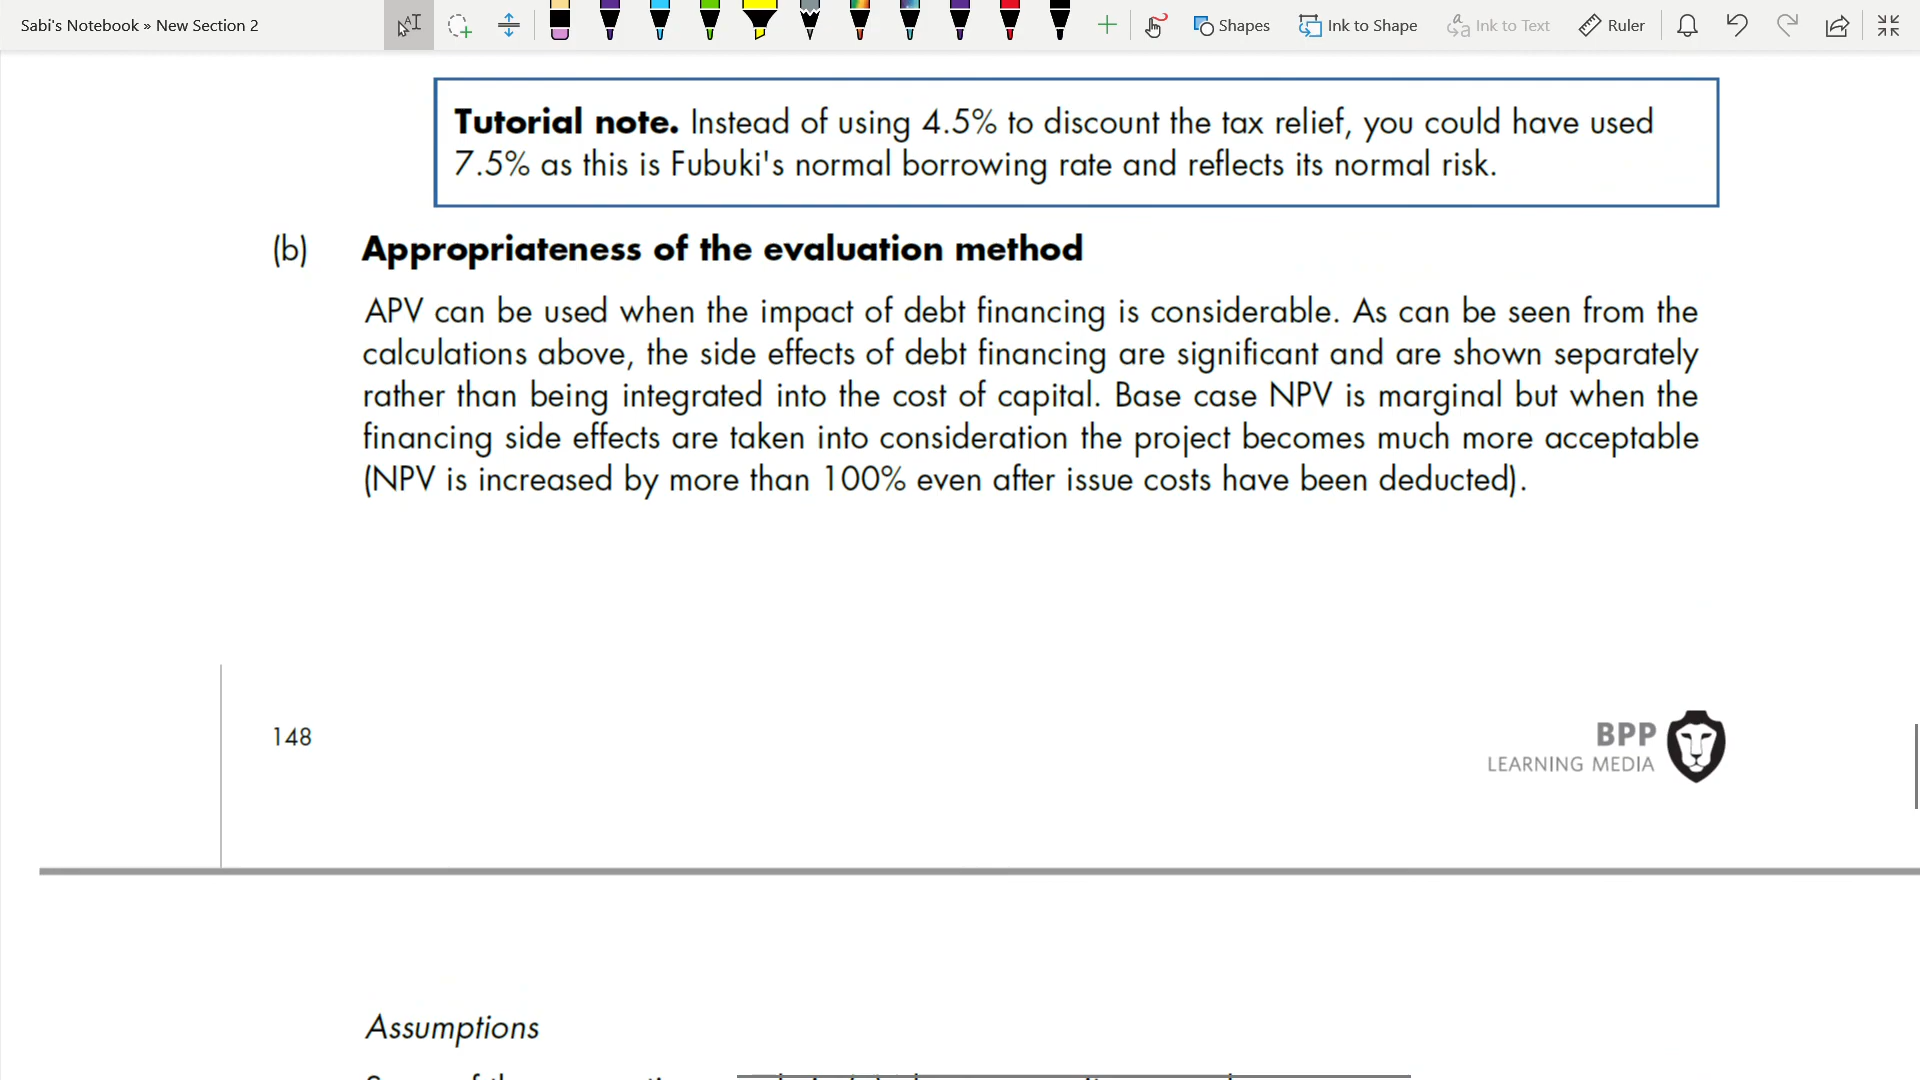 Sabi's Notebook » New Section 2
Shapes
Ink to Shape
Ink to Text
Ruler
Tutorial note. Instead of using 4.5% to discount the tax relief, you could have used
7.5% as this is Fubuki's normal borrowing rate and reflects its normal risk.
(b) Appropriateness of the evaluation method
APV can be used when the impact of debt financing is considerable. As can be seen from the
calculations above, the side effects of debt financing are significant and are shown separately
rather than being integrated into the cost of capital. Base case NPV is marginal but when the
financing side effects are taken into consideration the project becomes much more acceptable
(NPV is increased by more than 100% even after issue costs have been deducted).
148
BPP
LEARNING MEDIA
Assumptions